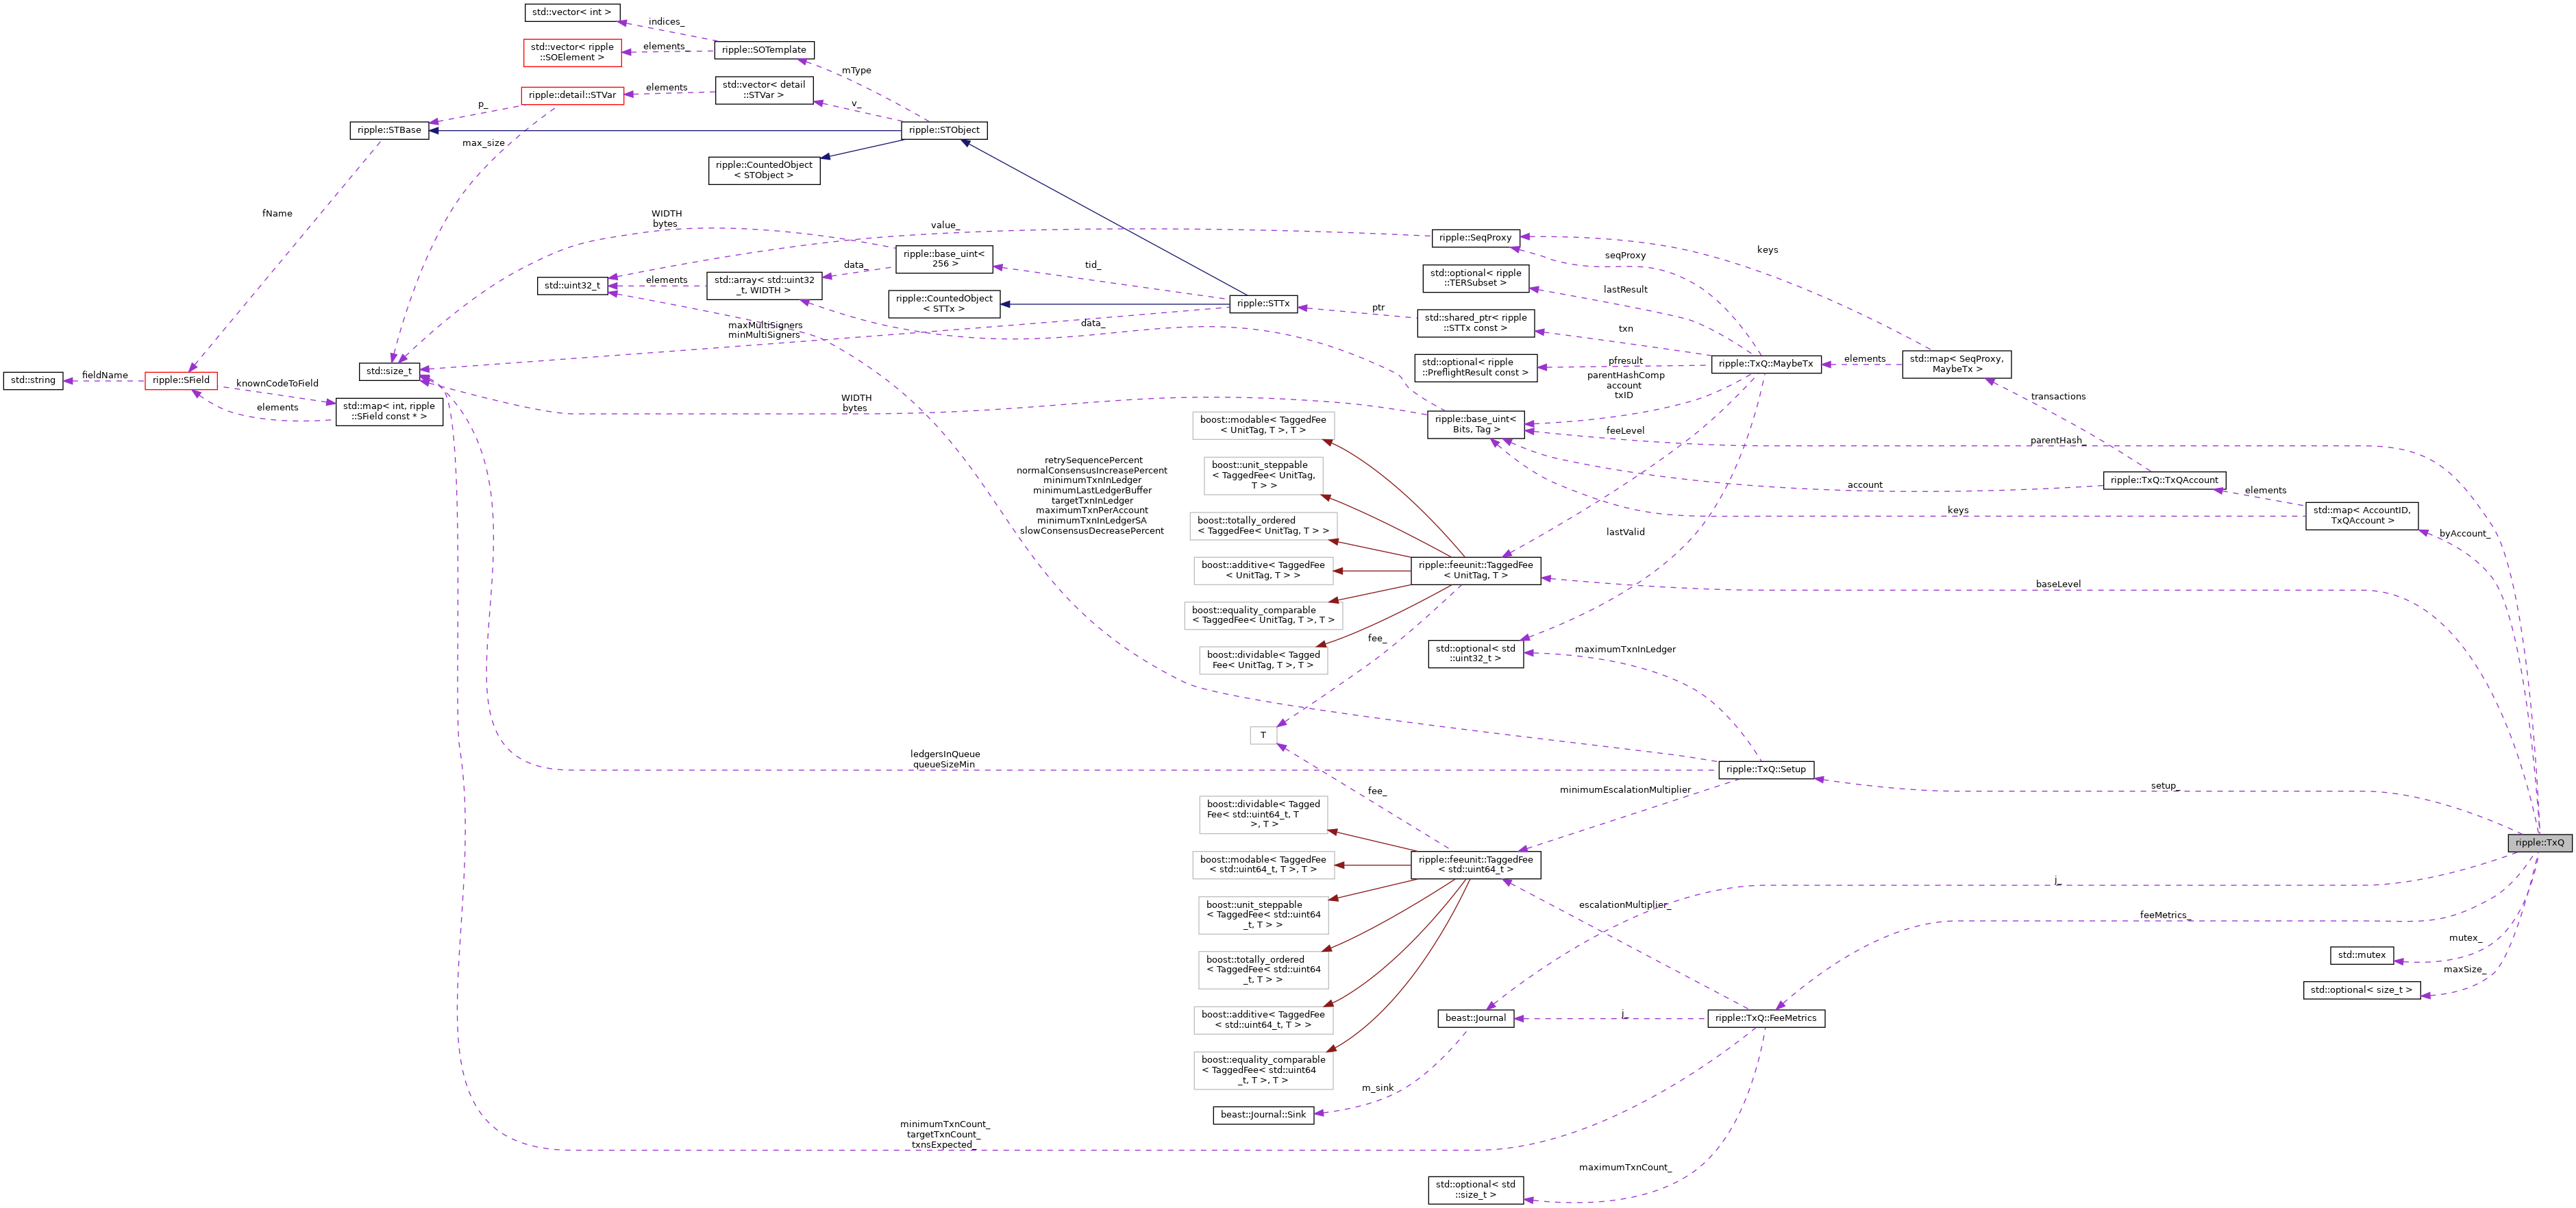 std::vector< int >
indices_
std::vector< ripple
::SOElement >
elements_
ripple::SOTemplate
mType
ripple::detail::STVar
elements
std::vector< detail
::STVar >
v_
p_
ripple::STBase
ripple::STObject
max_size
ripple::CountedObject
< STObject >
fName
WIDTH
bytes
value_
ripple::SeqProxy
keys
ripple::base_uint<
256 >
seqProxy
data_
tid_
std::optional< ripple
::TERSubset >
std::uint32_t
elements
std::array< std::uint32
_t, WIDTH >
lastResult
ripple::CountedObject
< STTx >
ripple::STTx
ptr
std::shared_ptr< ripple
::STTx const >
txn
maxMultiSigners
minMultiSigners
data_
std::size_t
std::optional< ripple
::PreflightResult const >
pfresult
ripple::TxQ::MaybeTx
elements
std::map< SeqProxy,
MaybeTx >
parentHashComp
account
txID
std::string
fieldName
ripple::SField
knownCodeToField
elements
std::map< int, ripple
::SField const * >
WIDTH
bytes
transactions
ripple::base_uint<
Bits, Tag >
boost::modable< TaggedFee
< UnitTag, T >, T >
feeLevel
parentHash_
retrySequencePercent
normalConsensusIncreasePercent
minimumTxnInLedger
minimumLastLedgerBuffer
targetTxnInLedger
maximumTxnPerAccount
minimumTxnInLedgerSA
slowConsensusDecreasePercent
boost::unit_steppable
< TaggedFee< UnitTag,
T > >
ripple::TxQ::TxQAccount
account
elements
boost::totally_ordered
< TaggedFee< UnitTag, T > >
keys
std::map< AccountID,
TxQAccount >
lastValid
byAccount_
boost::additive< TaggedFee
< UnitTag, T > >
ripple::feeunit::TaggedFee
< UnitTag, T >
baseLevel
boost::equality_comparable
< TaggedFee< UnitTag, T >, T >
fee_
boost::dividable< Tagged
Fee< UnitTag, T >, T >
std::optional< std
::uint32_t >
maximumTxnInLedger
T
ledgersInQueue
queueSizeMin
ripple::TxQ::Setup
setup_
fee_
minimumEscalationMultiplier
boost::dividable< Tagged
Fee< std::uint64_t, T
>, T >
ripple::TxQ
boost::modable< TaggedFee
< std::uint64_t, T >, T >
ripple::feeunit::TaggedFee
< std::uint64_t >
j_
boost::unit_steppable
< TaggedFee< std::uint64
_t, T > >
escalationMultiplier_
feeMetrics_
boost::totally_ordered
< TaggedFee< std::uint64
_t, T > >
mutex_
std::mutex
maxSize_
std::optional< size_t >
boost::additive< TaggedFee
< std::uint64_t, T > >
beast::Journal
j_
ripple::TxQ::FeeMetrics
boost::equality_comparable
< TaggedFee< std::uint64
_t, T >, T >
m_sink
beast::Journal::Sink
minimumTxnCount_
targetTxnCount_
txnsExpected_
maximumTxnCount_
std::optional< std
::size_t >